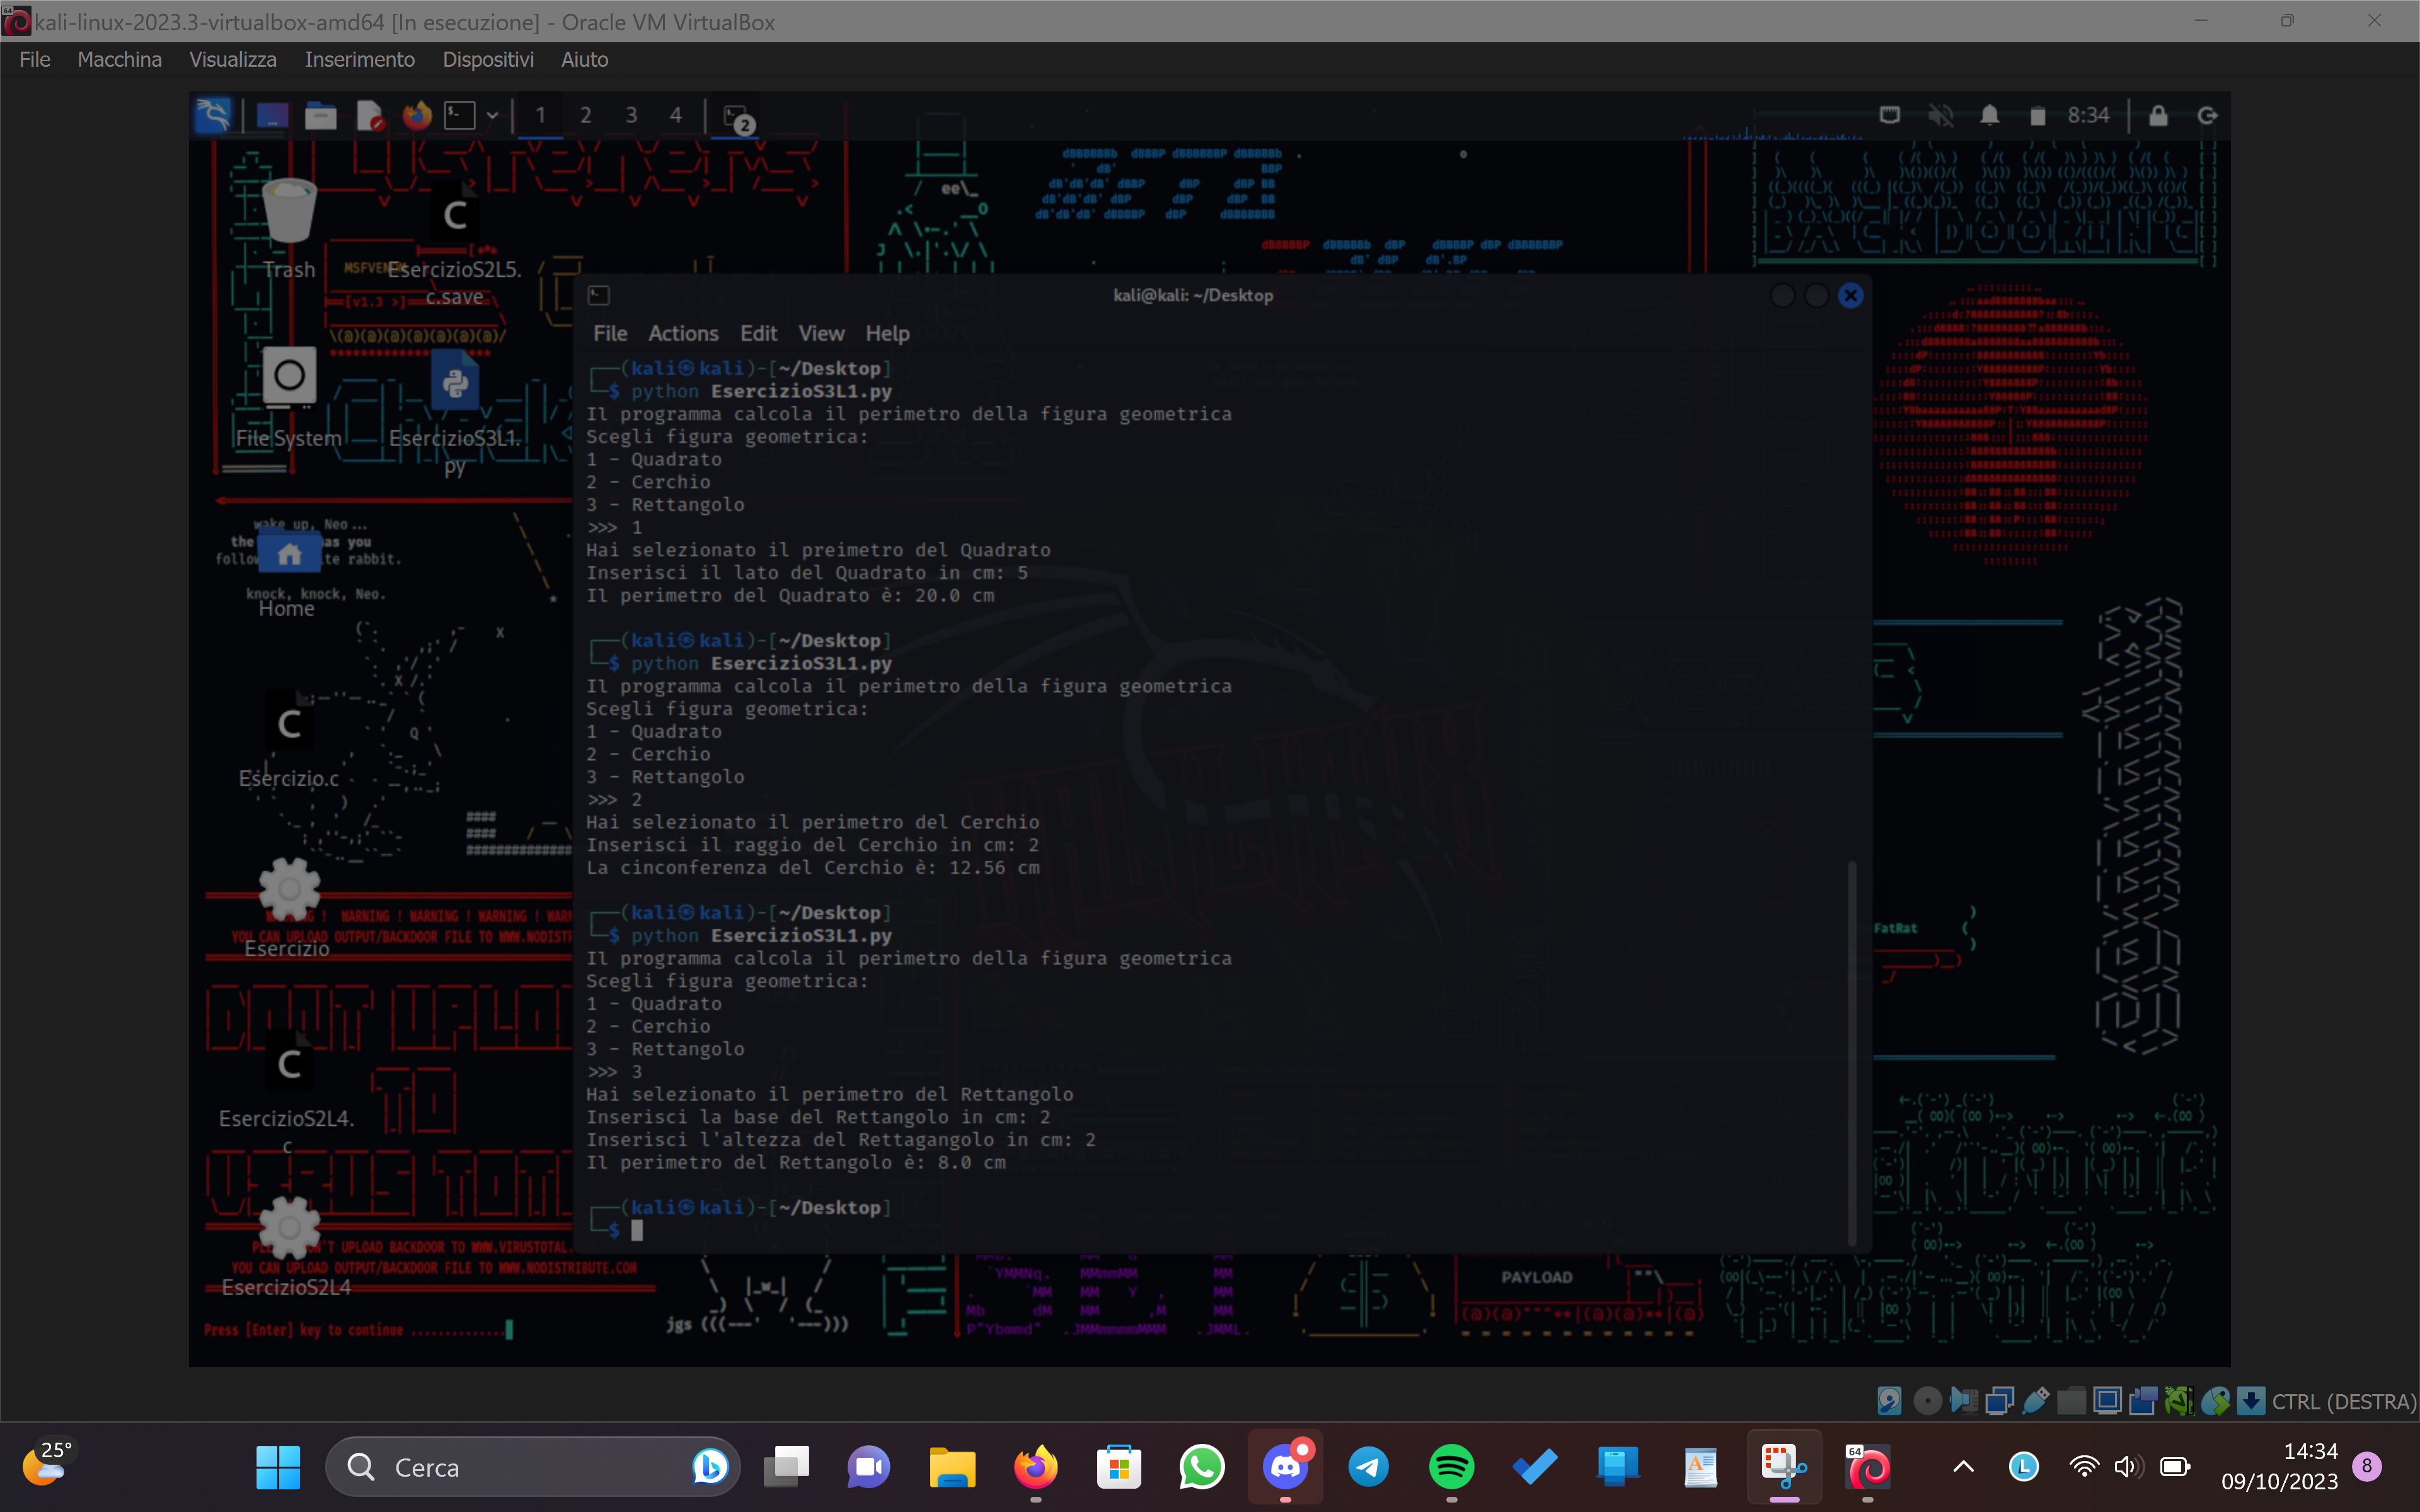 kali-linux-2023.3-virtualbox-amd64 [In esecuzione] - Oracle VM VirtualBox
File Macchina Visualizza Inserimento Dispositivi Aiuto
1 2 3 4 2 8:34
Trash
EsercizioS2L5.
c.save
File System
EsercizioS3L1.
py
wake up, Neo...
the as you
follow te rabbit.
knock, knock, Neo.
Home
Esercizio.c
Esercizio
EsercizioS2L4.
c
EsercizioS2L4
YOU CAN UPLOAD OUTPUT/BACKDOOR FILE TO WWW.NODISTRIBUTE.COM
Press [Enter] key to continue ..............
kali@kali: ~/Desktop
File Actions Edit View Help
┌──(kali㉿kali)-[~/Desktop]
└─$ python EsercizioS3L1.py
Il programma calcola il perimetro della figura geometrica
Scegli figura geometrica:
1 - Quadrato
2 - Cerchio
3 - Rettangolo
>>> 1
Hai selezionato il preimetro del Quadrato
Inserisci il lato del Quadrato in cm: 5
Il perimetro del Quadrato è: 20.0 cm
┌──(kali㉿kali)-[~/Desktop]
└─$ python EsercizioS3L1.py
Il programma calcola il perimetro della figura geometrica
Scegli figura geometrica:
1 - Quadrato
2 - Cerchio
3 - Rettangolo
>>> 2
Hai selezionato il perimetro del Cerchio
Inserisci il raggio del Cerchio in cm: 2
La cinconferenza del Cerchio è: 12.56 cm
┌──(kali㉿kali)-[~/Desktop]
└─$ python EsercizioS3L1.py
Il programma calcola il perimetro della figura geometrica
Scegli figura geometrica:
1 - Quadrato
2 - Cerchio
3 - Rettangolo
>>> 3
Hai selezionato il perimetro del Rettangolo
Inserisci la base del Rettangolo in cm: 2
Inserisci l'altezza del Rettagangolo in cm: 2
Il perimetro del Rettangolo è: 8.0 cm
┌──(kali㉿kali)-[~/Desktop]
└─$
FatRat
jgs
PAYLOAD
CTRL (DESTRA)
25°
Cerca
14:34
09/10/2023
8